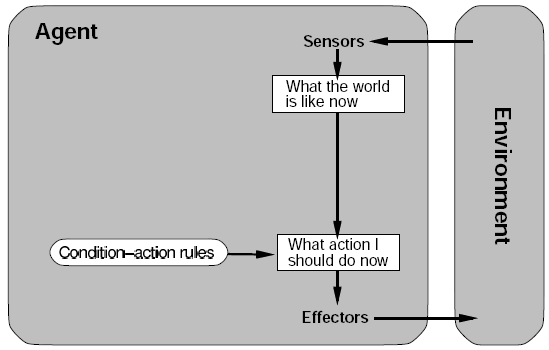 Agent
Sensors
What the world
is like now
Environment
Condition–action rules
What action I
should do now
Effectors